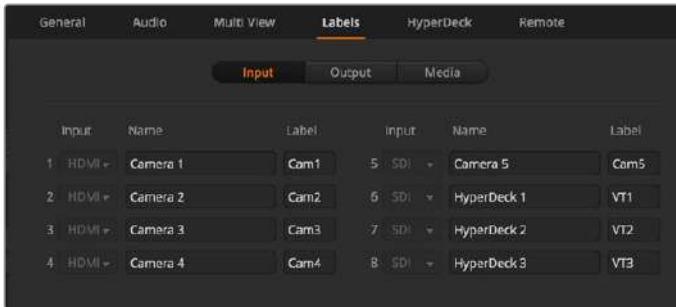 General Audio Multi View Labels HyperDeck Remote
Input Output Media
Input Name Label Input Name Label
1 HDMI Camera 1 Cam1 5 SDI Camera 5 Cam5
2 HDMI Camera 2 Cam2 6 SDI HyperDeck 1 VT1
3 HDMI Camera 3 Cam3 7 SDI HyperDeck 2 VT2
4 HDMI Camera 4 Cam4 8 SDI HyperDeck 3 VT3